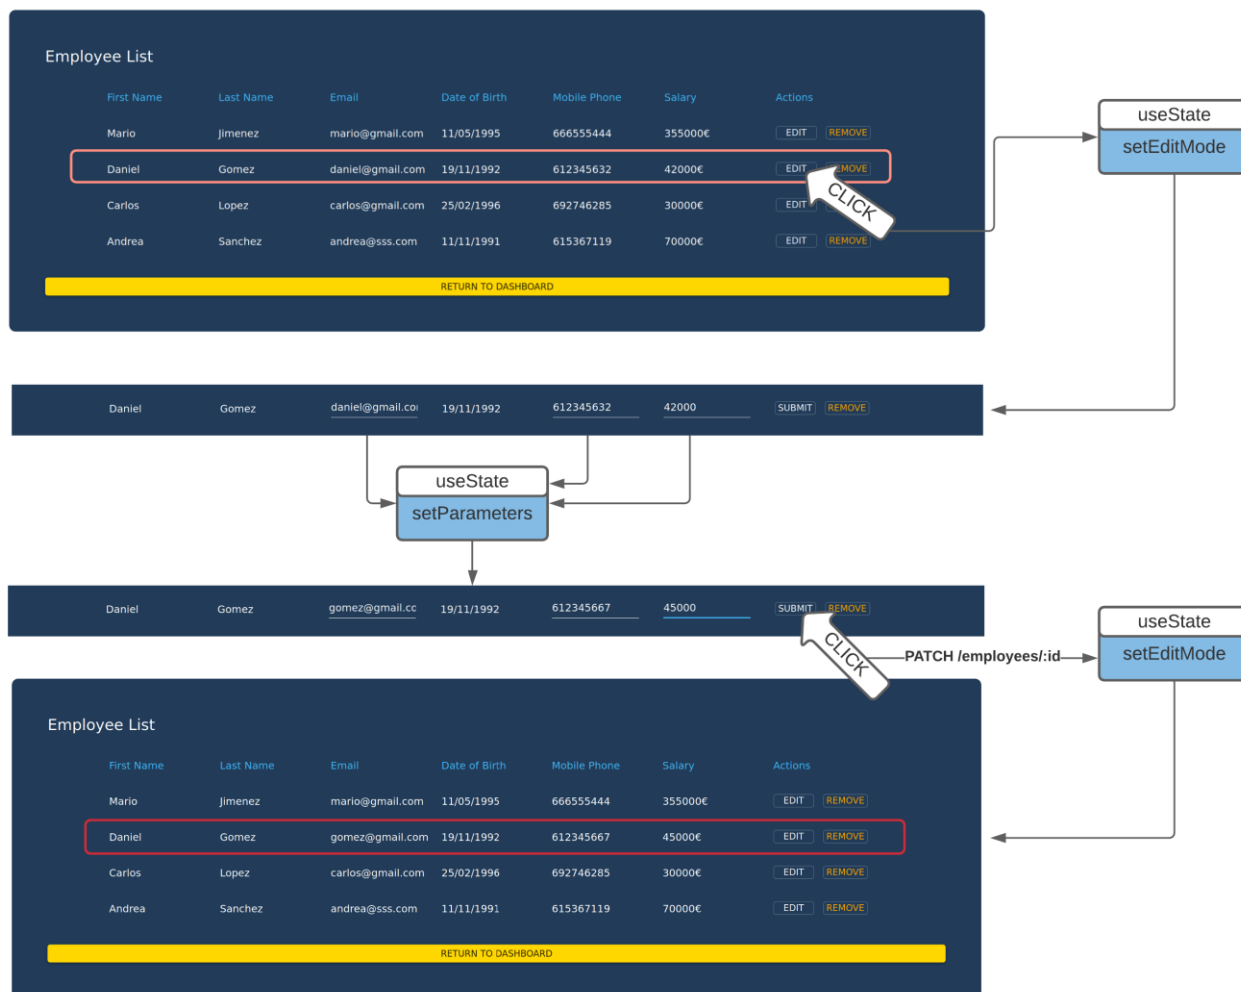 Employee List
First Name Last Name Email Date of Birth Mobile Phone Salary Actions
Mario Jimenez mario@gmail.com 11/05/1995 666555444 355000€ EDIT REMOVE
Daniel Gomez daniel@gmail.com 19/11/1992 612345632 42000€ EDIT REMOVE
Carlos Lopez carlos@gmail.com 25/02/1996 692746285 30000€ EDIT
Andrea Sanchez andrea@sss.com 11/11/1991 615367119 70000€ EDIT REMOVE
CLICK
RETURN TO DASHBOARD
useState
setEditMode
Daniel Gomez daniel@gmail.co 19/11/1992 612345632 42000 SUBMIT REMOVE
useState
setParameters
Daniel Gomez gomez@gmail.cc 19/11/1992 612345667 45000 SUBMIT REMOVE
CLICK
PATCH /employees/:id
useState
setEditMode
Employee List
First Name Last Name Email Date of Birth Mobile Phone Salary Actions
Mario Jimenez mario@gmail.com 11/05/1995 666555444 355000€ EDIT REMOVE
Daniel Gomez gomez@gmail.com 19/11/1992 612345667 45000€ EDIT REMOVE
Carlos Lopez carlos@gmail.com 25/02/1996 692746285 30000€ EDIT REMOVE
Andrea Sanchez andrea@sss.com 11/11/1991 615367119 70000€ EDIT REMOVE
RETURN TO DASHBOARD